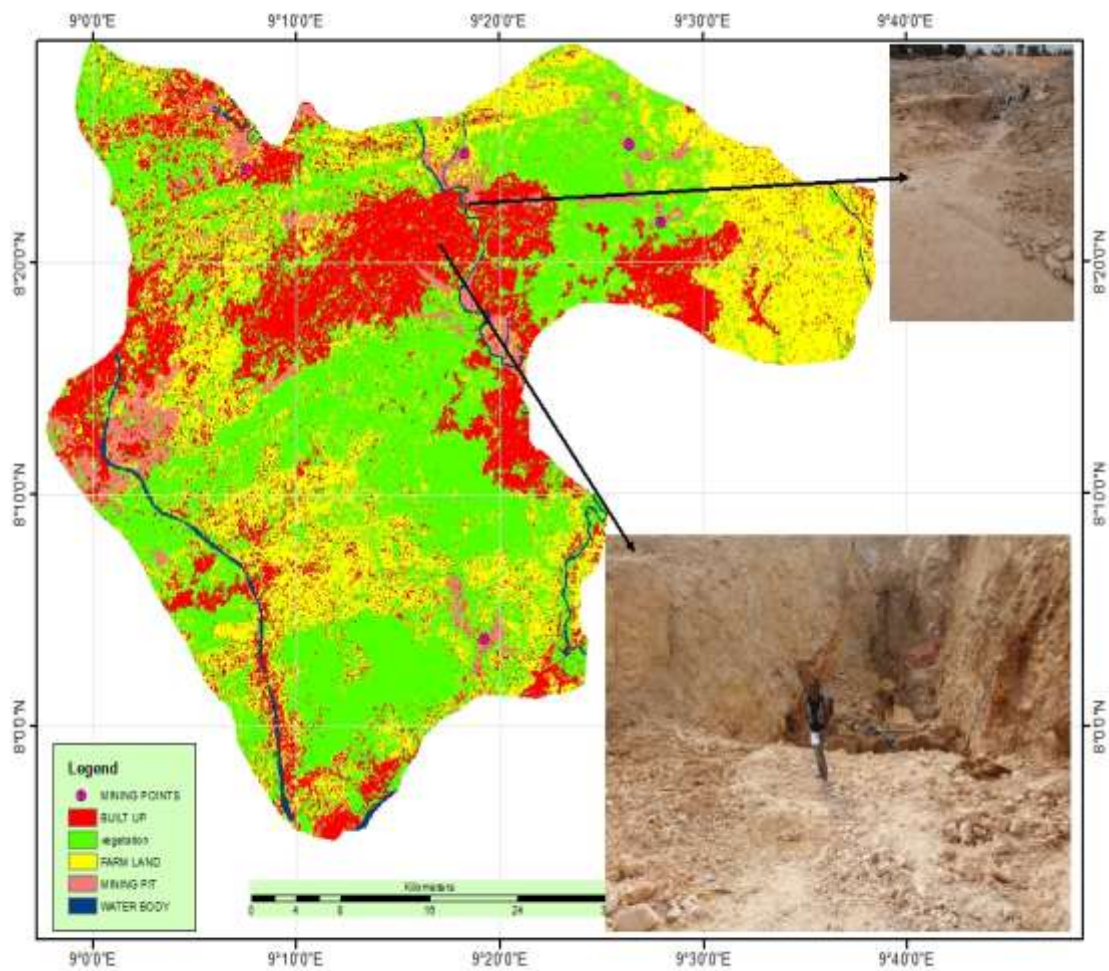 9°0'0"E 9°10'0"E 9°20'0"E 9°30'0"E 9°40'0"E
8°20'0"N 8°20'0"N
8°10'0"N 8°10'0"N
8°0'0"N 8°0'0"N
Legend
MINING POINTS
BUILT UP
vegetation
FARM LAND
MINING PIT
WATER BODY
Kilometers
0 2 4 8 16 24
9°0'0"E 9°10'0"E 9°20'0"E 9°30'0"E 9°40'0"E